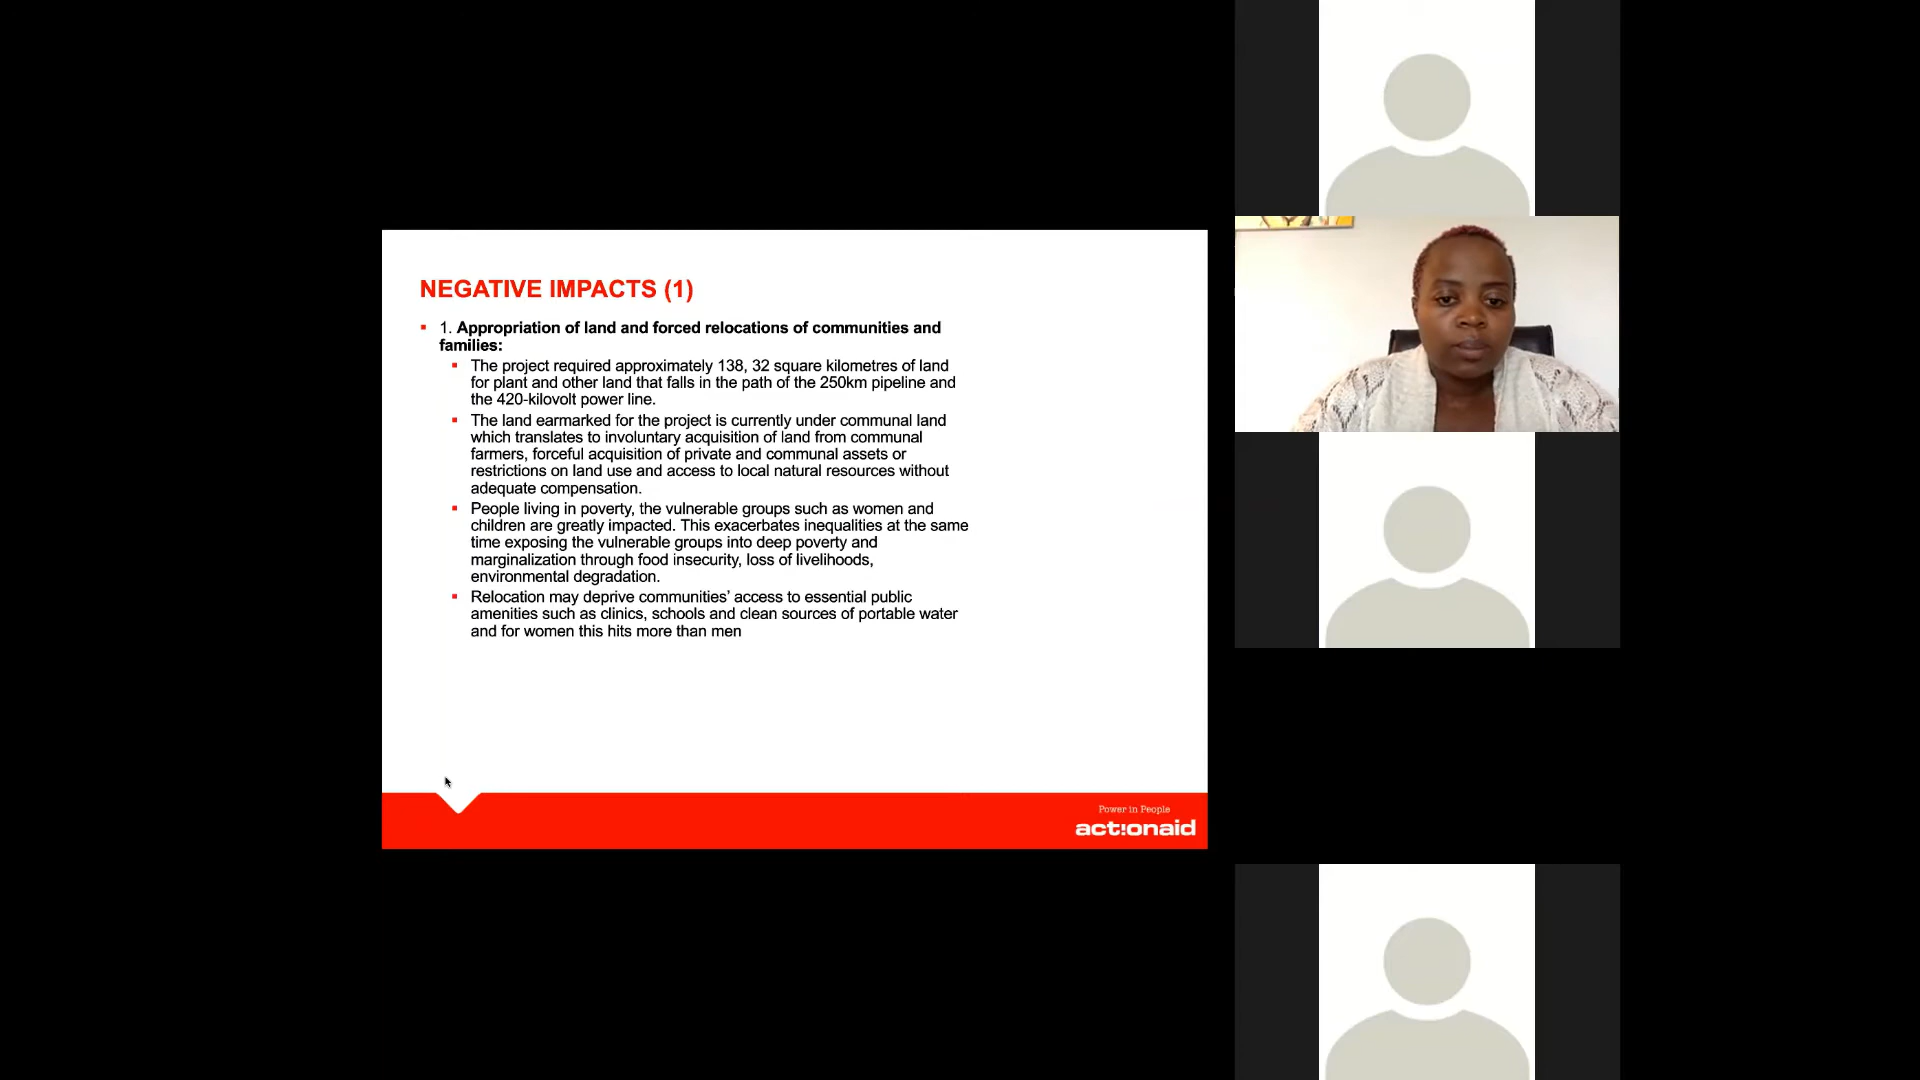 NEGATIVE IMPACTS (1)
1. Appropriation of land and forced relocations of communities and
families:
The project required approximately 138, 32 square kilometres of land
for plant and other land that falls in the path of the 250km pipeline and
the 420-kilovolt power line.
The land earmarked for the project is currently under communal land
which translates to involuntary acquisition of land from communal
farmers, forceful acquisition of private and communal assets or
restrictions on land use and access to local natural resources without
adequate compensation.
People living in poverty, the vulnerable groups such as women and
children are greatly impacted. This exacerbates inequalities at the same
time exposing the vulnerable groups into deep poverty and
marginalization through food insecurity, loss of livelihoods,
environmental degradation.
Relocation may deprive communities’ access to essential public
amenities such as clinics, schools and clean sources of portable water
and for women this hits more than men
Power in People
act!onaid